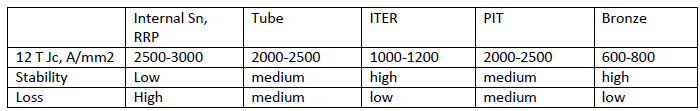 Internal Sn, Tube ITER PIT Bronze
RRP
12 T Jc, A/mm2 2500-3000 2000-2500 1000-1200 2000-2500 600-800
Stability Low medium high medium high
Loss High medium low medium low